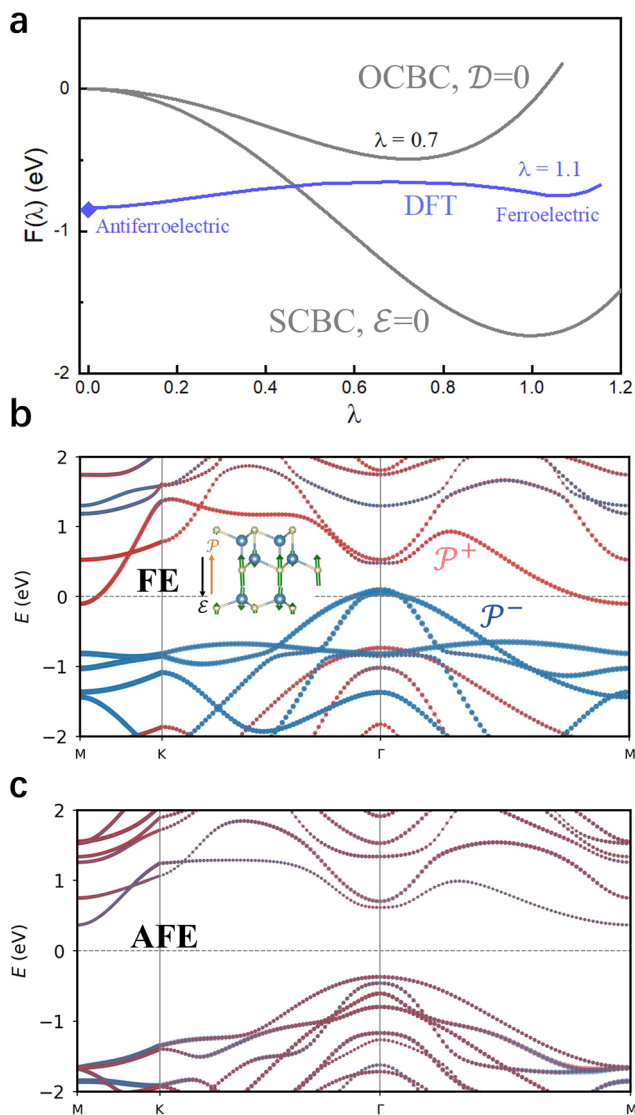 a
OCBC, 𝒟=0
λ = 0.7
λ = 1.1
Antiferroelectric
DFT
Ferroelectric
SCBC, ℰ=0
F(λ) (eV)
0
-1
-2
0.0 0.2 0.4 0.6 0.8 1.0 1.2
λ
b
2
1
0
−1
−2
E (eV)
FE
𝒫
ℰ
𝒫+
𝒫−
M K Γ M
c
2
1
0
−1
−2
E (eV)
AFE
M K Γ M